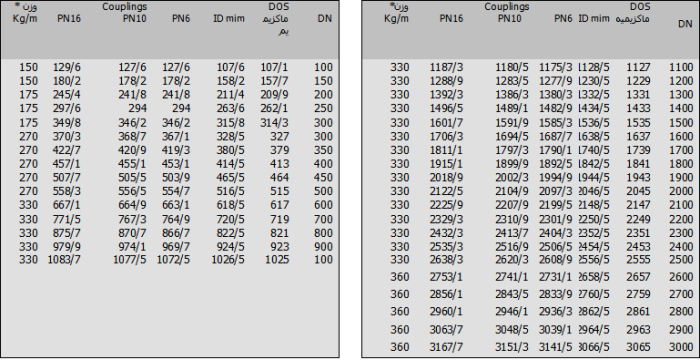 وزن * Couplings DOS
Kg/m PN16 PN10 PN6 ID mim ماكزيم DN
يم
150 129/6 127/6 127/6 107/6 107/1 100
150 180/2 178/2 178/2 158/2 157/7 150
175 245/4 241/8 241/8 211/4 209/9 200
175 297/6 294 294 263/6 262/1 250
175 349/8 346/2 346/2 315/8 314/3 300
270 370/3 368/7 367/1 328/5 327 300
270 422/7 420/9 419/3 380/5 379 350
270 457/1 455/1 453/1 414/5 413 400
270 507/7 505/5 503/9 465/5 464 450
270 558/3 556/5 554/7 516/5 515 500
330 667/1 664/9 663/1 618/5 617 600
330 771/5 767/3 764/9 720/5 719 700
330 875/7 870/7 866/7 822/5 821 800
330 979/9 974/1 969/7 924/5 923 900
330 1083/7 1077/5 1072/5 1026/5 1025 100
وزن* Couplings DOS
Kg/m PN16 PN10 PN6 ID mim ماكزيميه DN
330 1187/3 1180/5 1175/3 1128/5 1127 1100
330 1288/9 1283/5 1277/9 1230/5 1229 1200
330 1392/3 1386/3 1380/3 1332/5 1331 1300
330 1496/5 1489/1 1482/9 1434/5 1433 1400
330 1601/7 1591/9 1585/3 1536/5 1535 1500
330 1706/3 1694/5 1687/7 1638/5 1637 1600
330 1811/1 1797/3 1790/1 1740/5 1739 1700
330 1915/1 1899/9 1892/5 1842/5 1841 1800
330 2018/9 2002/3 1994/9 1944/5 1943 1900
330 2122/5 2104/9 2097/3 2046/5 2045 2000
330 2225/9 2207/9 2199/5 2148/5 2147 2100
330 2329/3 2310/9 2301/9 2250/5 2249 2200
330 2432/3 2413/7 2404/3 2352/5 2351 2300
330 2535/3 2516/9 2506/5 2454/5 2453 2400
330 2638/3 2620/3 2608/9 2556/5 2555 2500
360 2753/1 2741/1 2731/1 2658/5 2657 2600
360 2856/1 2843/5 2833/9 2760/5 2759 2700
360 2960/1 2946/1 2936/3 2862/5 2861 2800
360 3063/7 3048/5 3039/1 2964/5 2963 2900
360 3167/7 3151/3 3141/5 3066/5 3065 3000